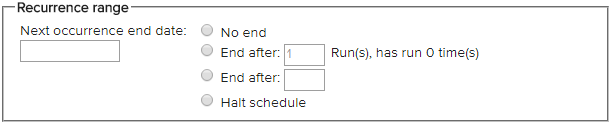 Recurrence range
Next occurrence end date:
No end
End after: 1 Run(s), has run 0 time(s)
End after:
Halt schedule